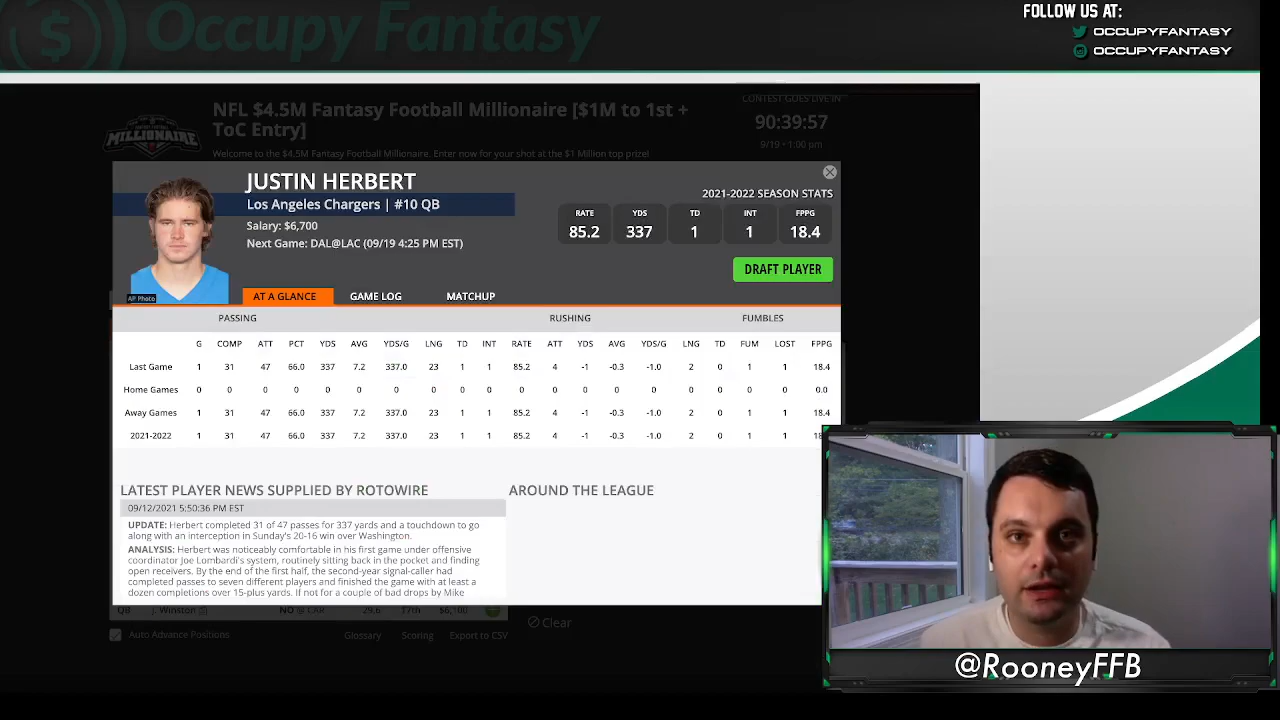 Occupy Fantasy
FOLLOW US AT:
OCCUPYFANTASY
OCCUPYFANTASY
NFL $4.5M Fantasy Football Millionaire [$1M to 1st +
ToC Entry]
Welcome to the $4.5M Fantasy Football Millionaire. Enter now for your shot at the $1 Million top prize!
CONTEST GOES LIVE IN
90:39:57
9/19 • 1:00 pm
MILLIONAIRE
JUSTIN HERBERT
Los Angeles Chargers | #10 QB
Salary: $6,700
Next Game: DAL@LAC (09/19 4:25 PM EST)
AP Photo
2021-2022 SEASON STATS
RATE YDS TD INT FPPG
85.2 337 1 1 18.4
DRAFT PLAYER
AT A GLANCE GAME LOG MATCHUP
PASSING RUSHING FUMBLES
G COMP ATT PCT YDS AVG YDS/G LNG TD INT RATE ATT YDS AVG YDS/G LNG TD FUM LOST FPPG
Last Game 1 31 47 66.0 337 7.2 337.0 23 1 1 85.2 4 -1 -0.3 -1.0 2 0 1 1 18.4
Home Games 0 0 0 0 0 0 0 0 0 0 0 0 0 0 0 0 0 0 0 0.0
Away Games 1 31 47 66.0 337 7.2 337.0 23 1 1 85.2 4 -1 -0.3 -1.0 2 0 1 1 18.4
2021-2022 1 31 47 66.0 337 7.2 337.0 23 1 1 85.2 4 -1 -0.3 -1.0 2 0 1 1
LATEST PLAYER NEWS SUPPLIED BY ROTOWIRE
AROUND THE LEAGUE
09/12/2021 5:50:36 PM EST
UPDATE: Herbert completed 31 of 47 passes for 337 yards and a touchdown to go
along with an interception in Sunday's 20-16 win over Washington.
ANALYSIS: Herbert was noticeably comfortable in his first game under offensive
coordinator Joe Lombardi's system, routinely sitting back in the pocket and finding
open receivers. By the end of the first half, the second-year signal-caller had
completed passes to seven different players and finished the game with at least a
dozen completions over 15-plus yards. If not for a couple of bad drops by Mike
QB J. Winston NO @ CAR 29.6 17th $6,100
Auto Advance Positions Glossary Scoring Export to CSV
Clear
@RooneyFFB